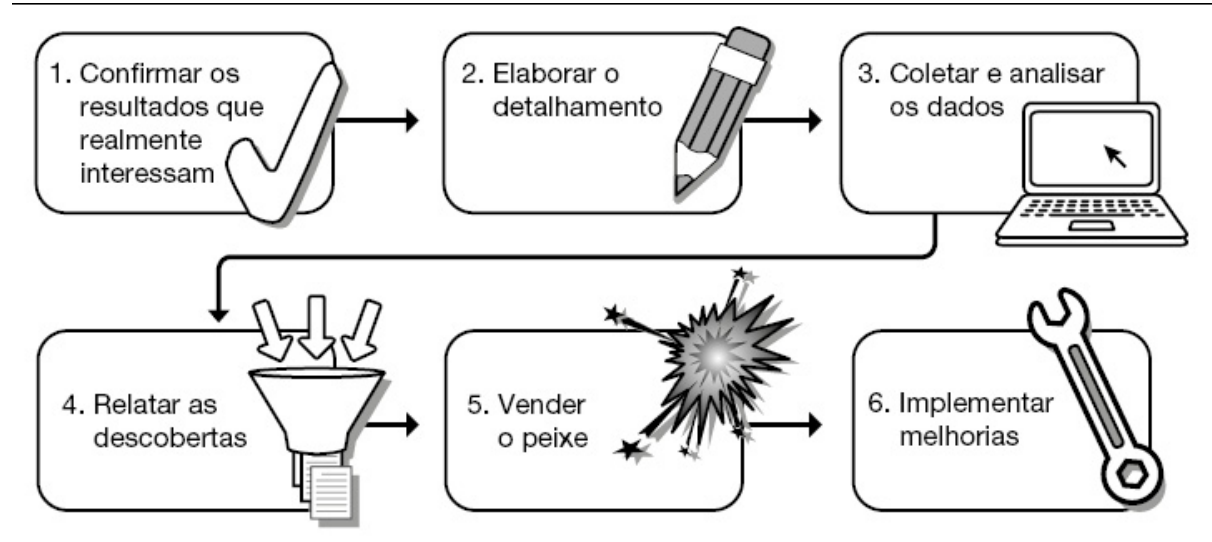 1. Confirmar os
resultados que
realmente
interessam
2. Elaborar o
detalhamento
3. Coletar e analisar
os dados
4. Relatar as
descobertas
5. Vender
o peixe
6. Implementar
melhorias